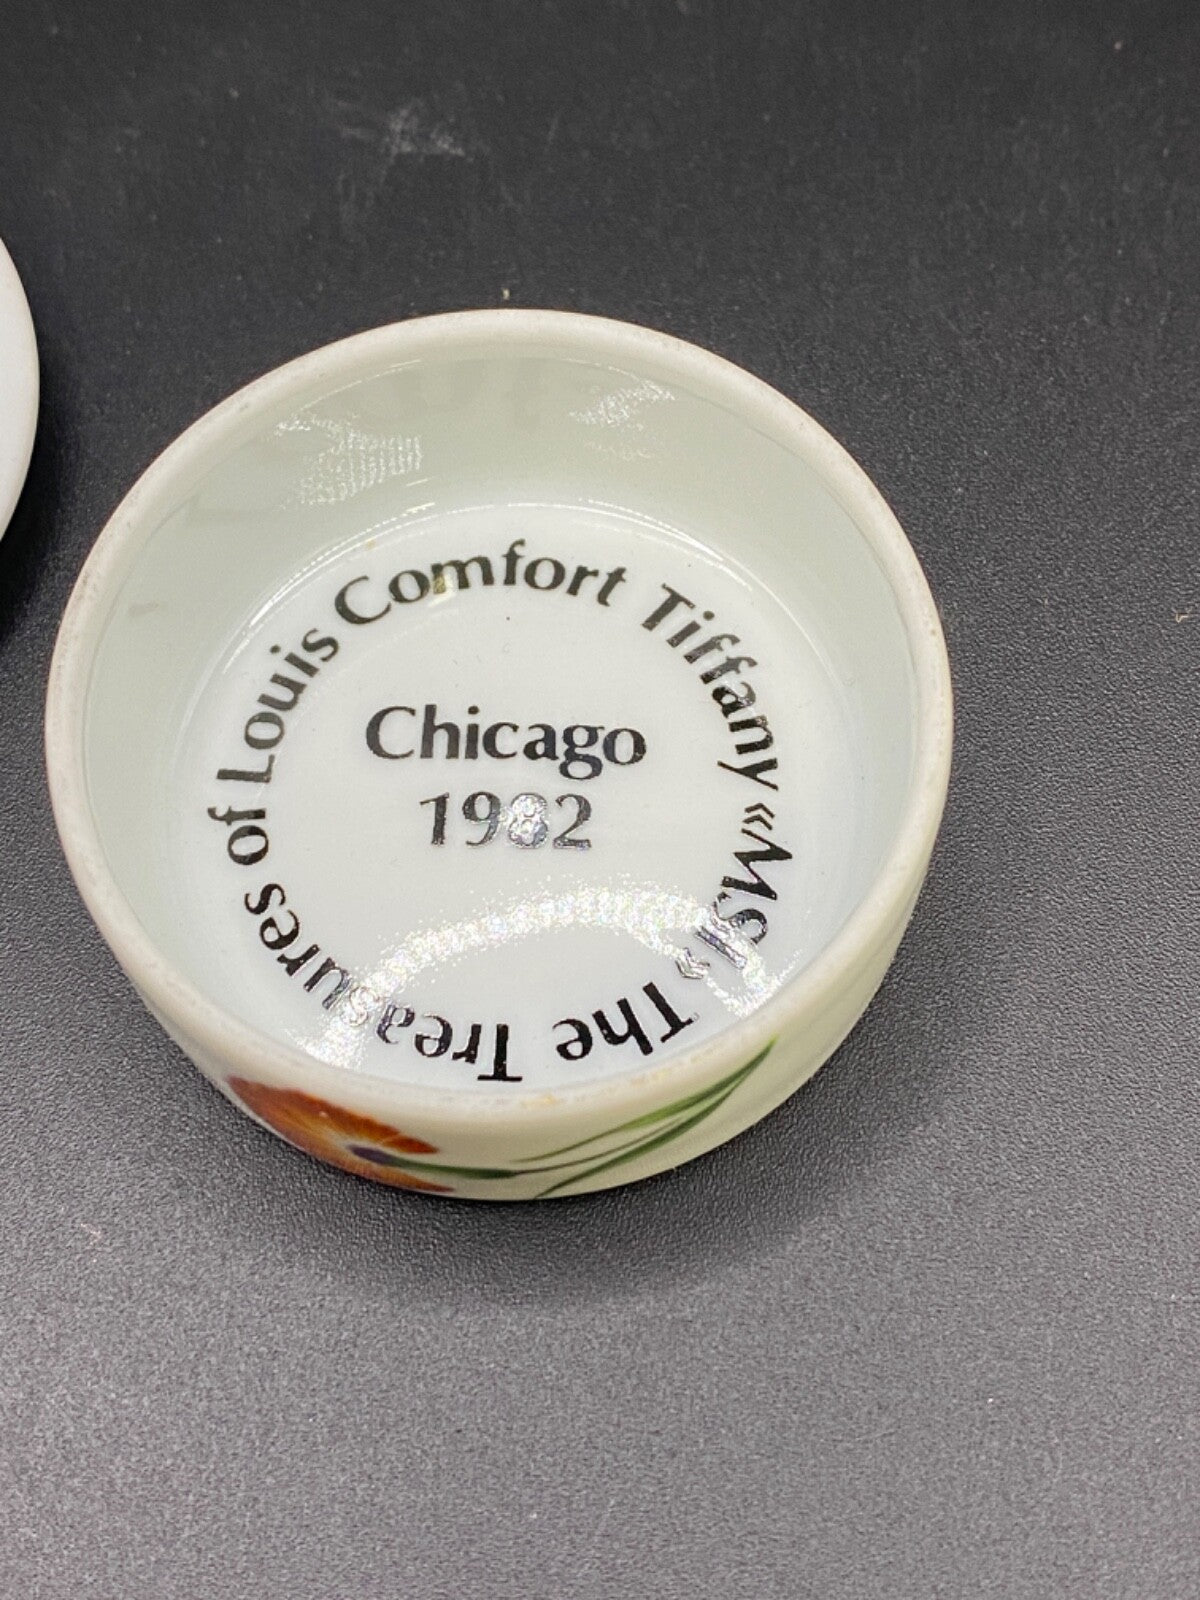 The Treasures of Louis Comfort Tiffany «MSI»
Chicago
1982